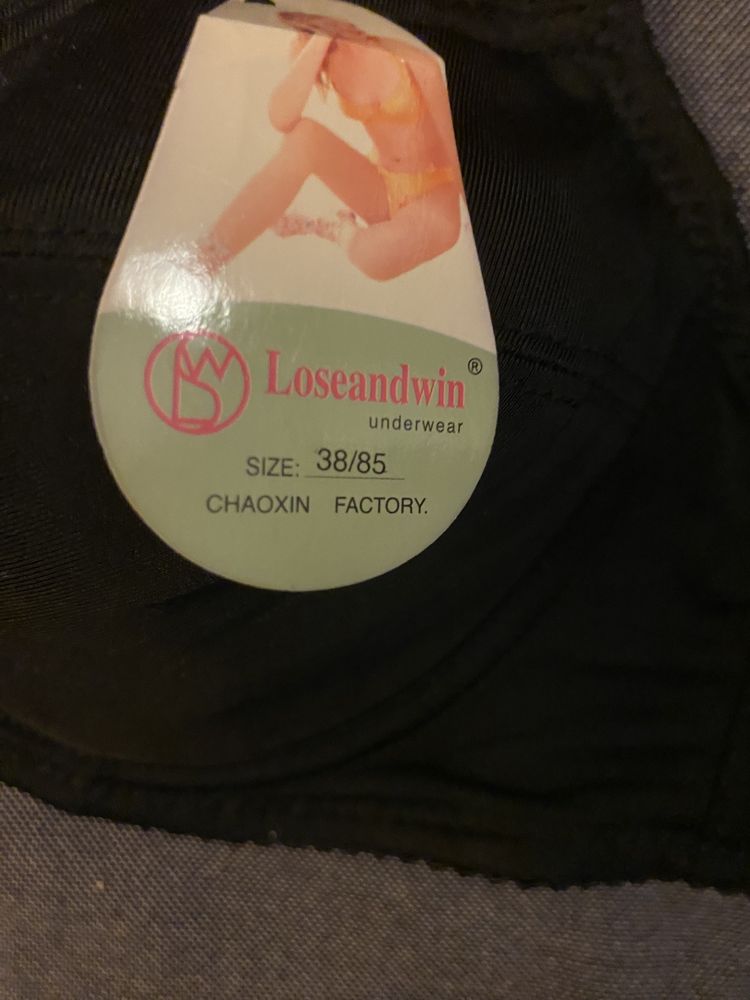 Loseandwin®
underwear
SIZE: 38/85
CHAOXIN FACTORY.